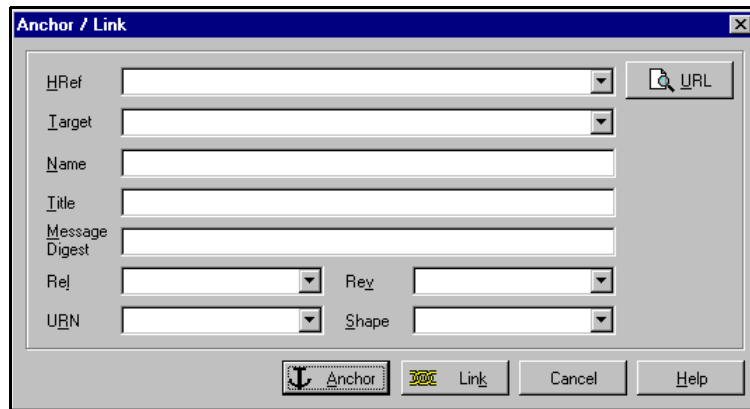 Anchor / Link
HRef
URL
Target
Name
Title
Message
Digest
Rel
Rev
URN
Shape
Anchor
Link
Cancel
Help